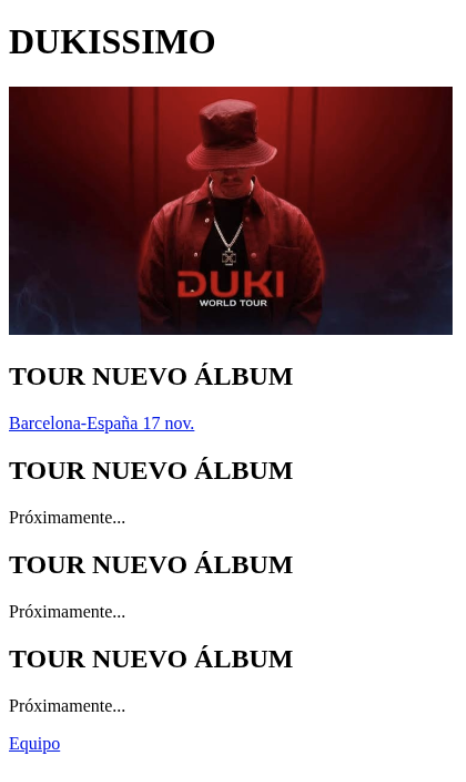 DUKISSIMO
DUKI
WORLD TOUR
TOUR NUEVO ÁLBUM
Barcelona-España 17 nov.
TOUR NUEVO ÁLBUM
Próximamente...
TOUR NUEVO ÁLBUM
Próximamente...
TOUR NUEVO ÁLBUM
Próximamente...
Equipo